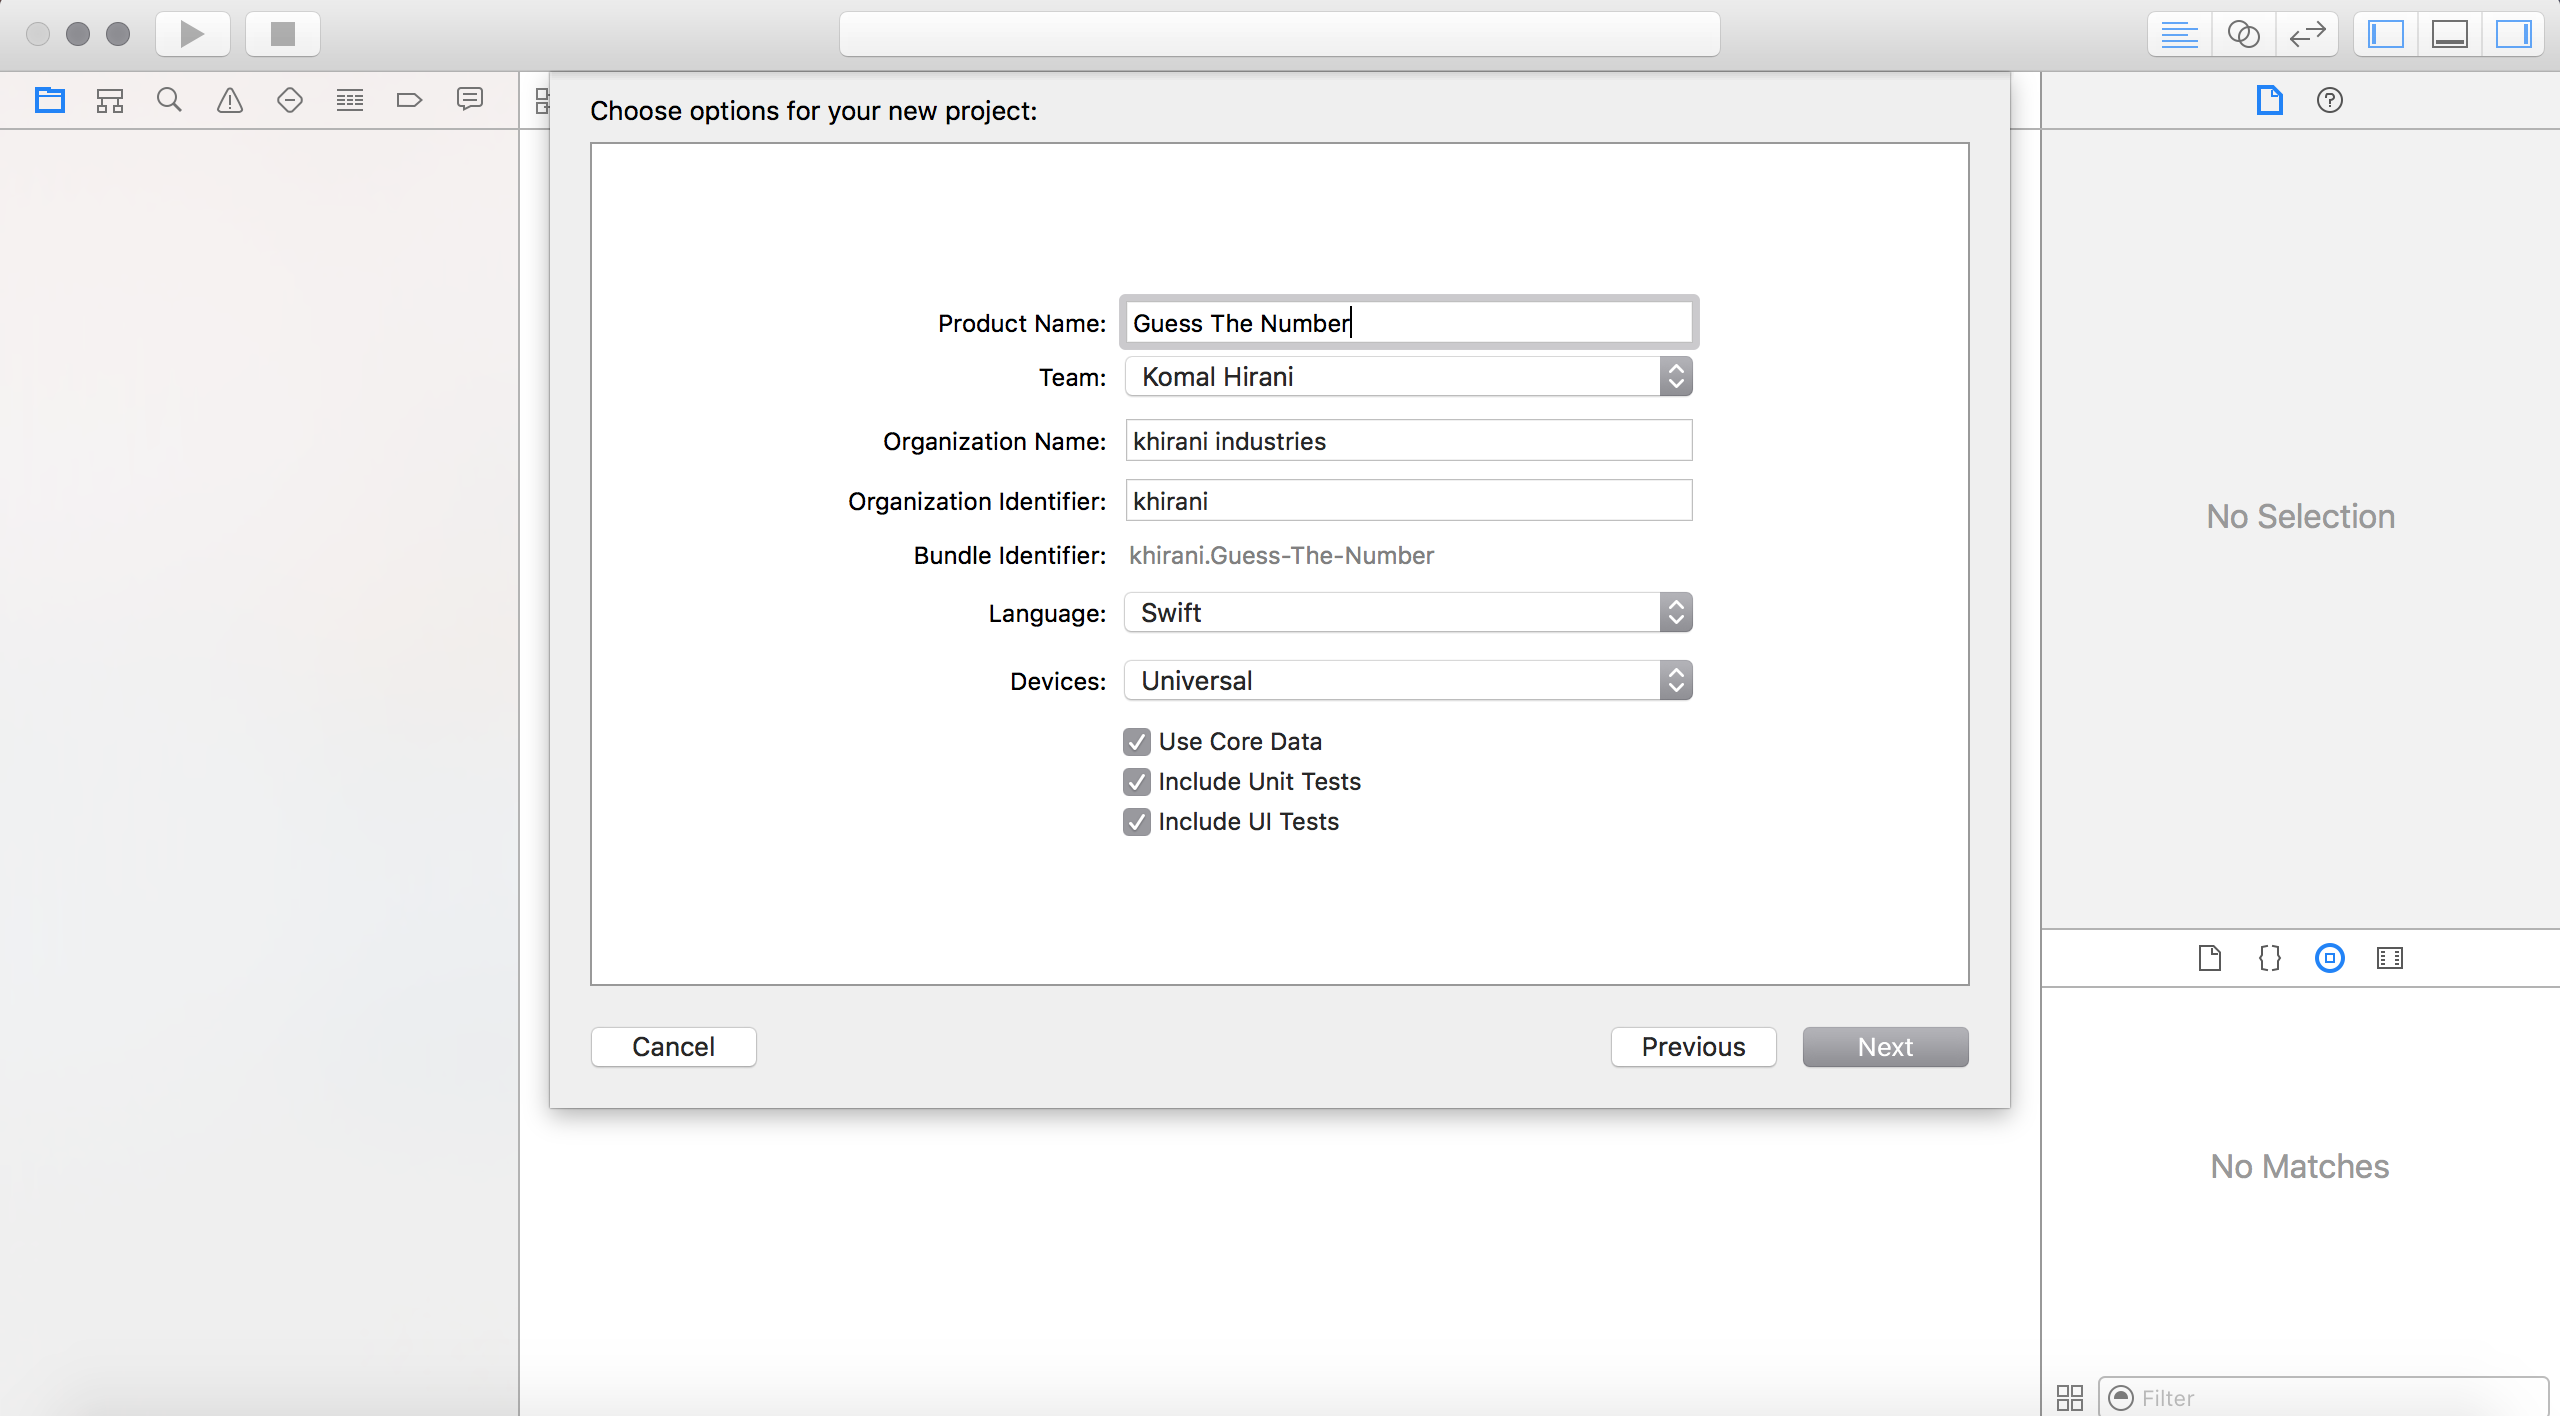 Choose options for your new project:
Product Name: Guess The Number
Team: Komal Hirani
Organization Name: khirani industries
Organization Identifier: khirani
Bundle Identifier: khirani.Guess-The-Number
Language: Swift
Devices: Universal
Use Core Data
Include Unit Tests
Include UI Tests
Cancel Previous Next
No Selection
No Matches
Filter